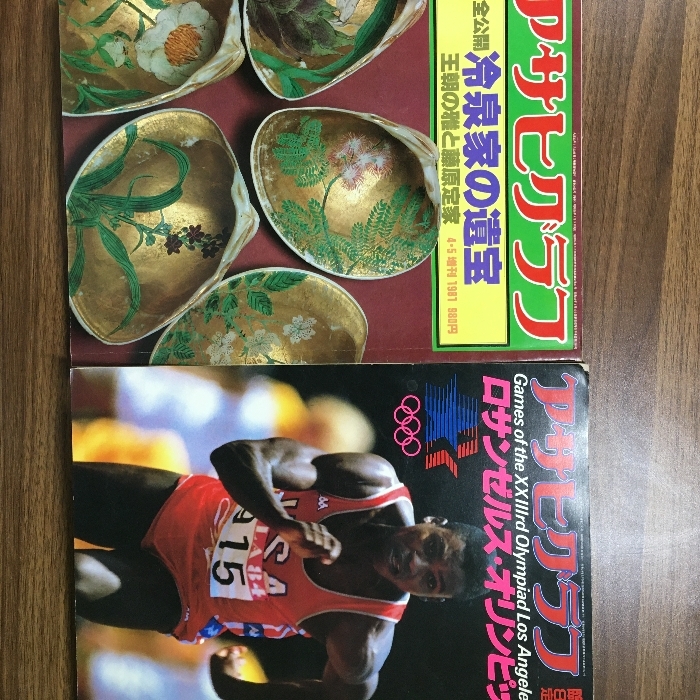 アサヒグラフ
全公開
冷泉家の遺宝
王朝の雅と藤原定家
4・5 増刊 1981 980円
アサヒグラフ
Games of the XXIIIrd Olympiad Los Angele
ロサンゼルス・オリンピッ
USA
915
LA84